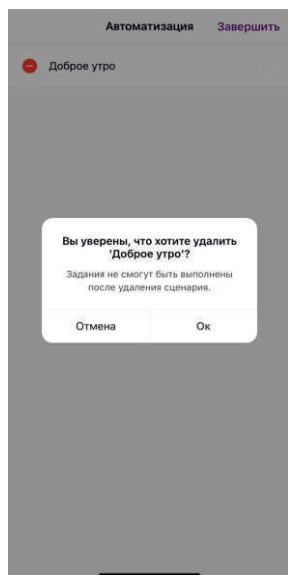 Автоматизация Завершить
Доброе утро
Вы уверены, что хотите удалить
'Доброе утро'?
Задания не смогут быть выполнены
после удаления сценария.
Отмена Ок